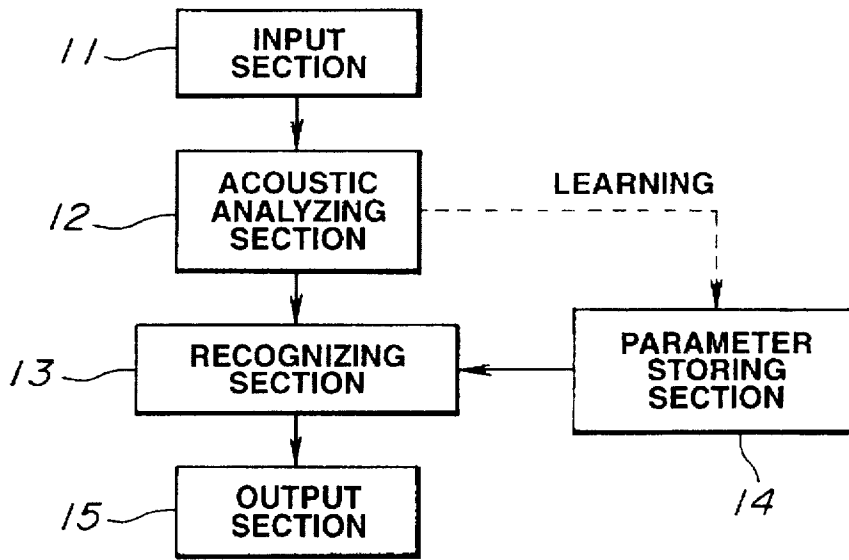 11
INPUT
SECTION
12
ACOUSTIC
ANALYZING
SECTION
LEARNING
13
RECOGNIZING
SECTION
PARAMETER
STORING
SECTION
14
15
OUTPUT
SECTION